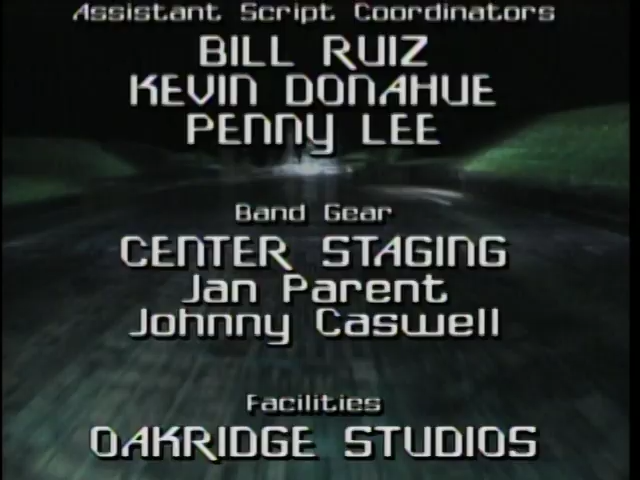 Assistant Script Coordinators
BILL RUIZ
KEVIN DONAHUE
PENNY LEE
Band Gear
CENTER STAGING
Jan Parent
Johnny Caswell
Facilities
OAKRIDGE STUDIOS